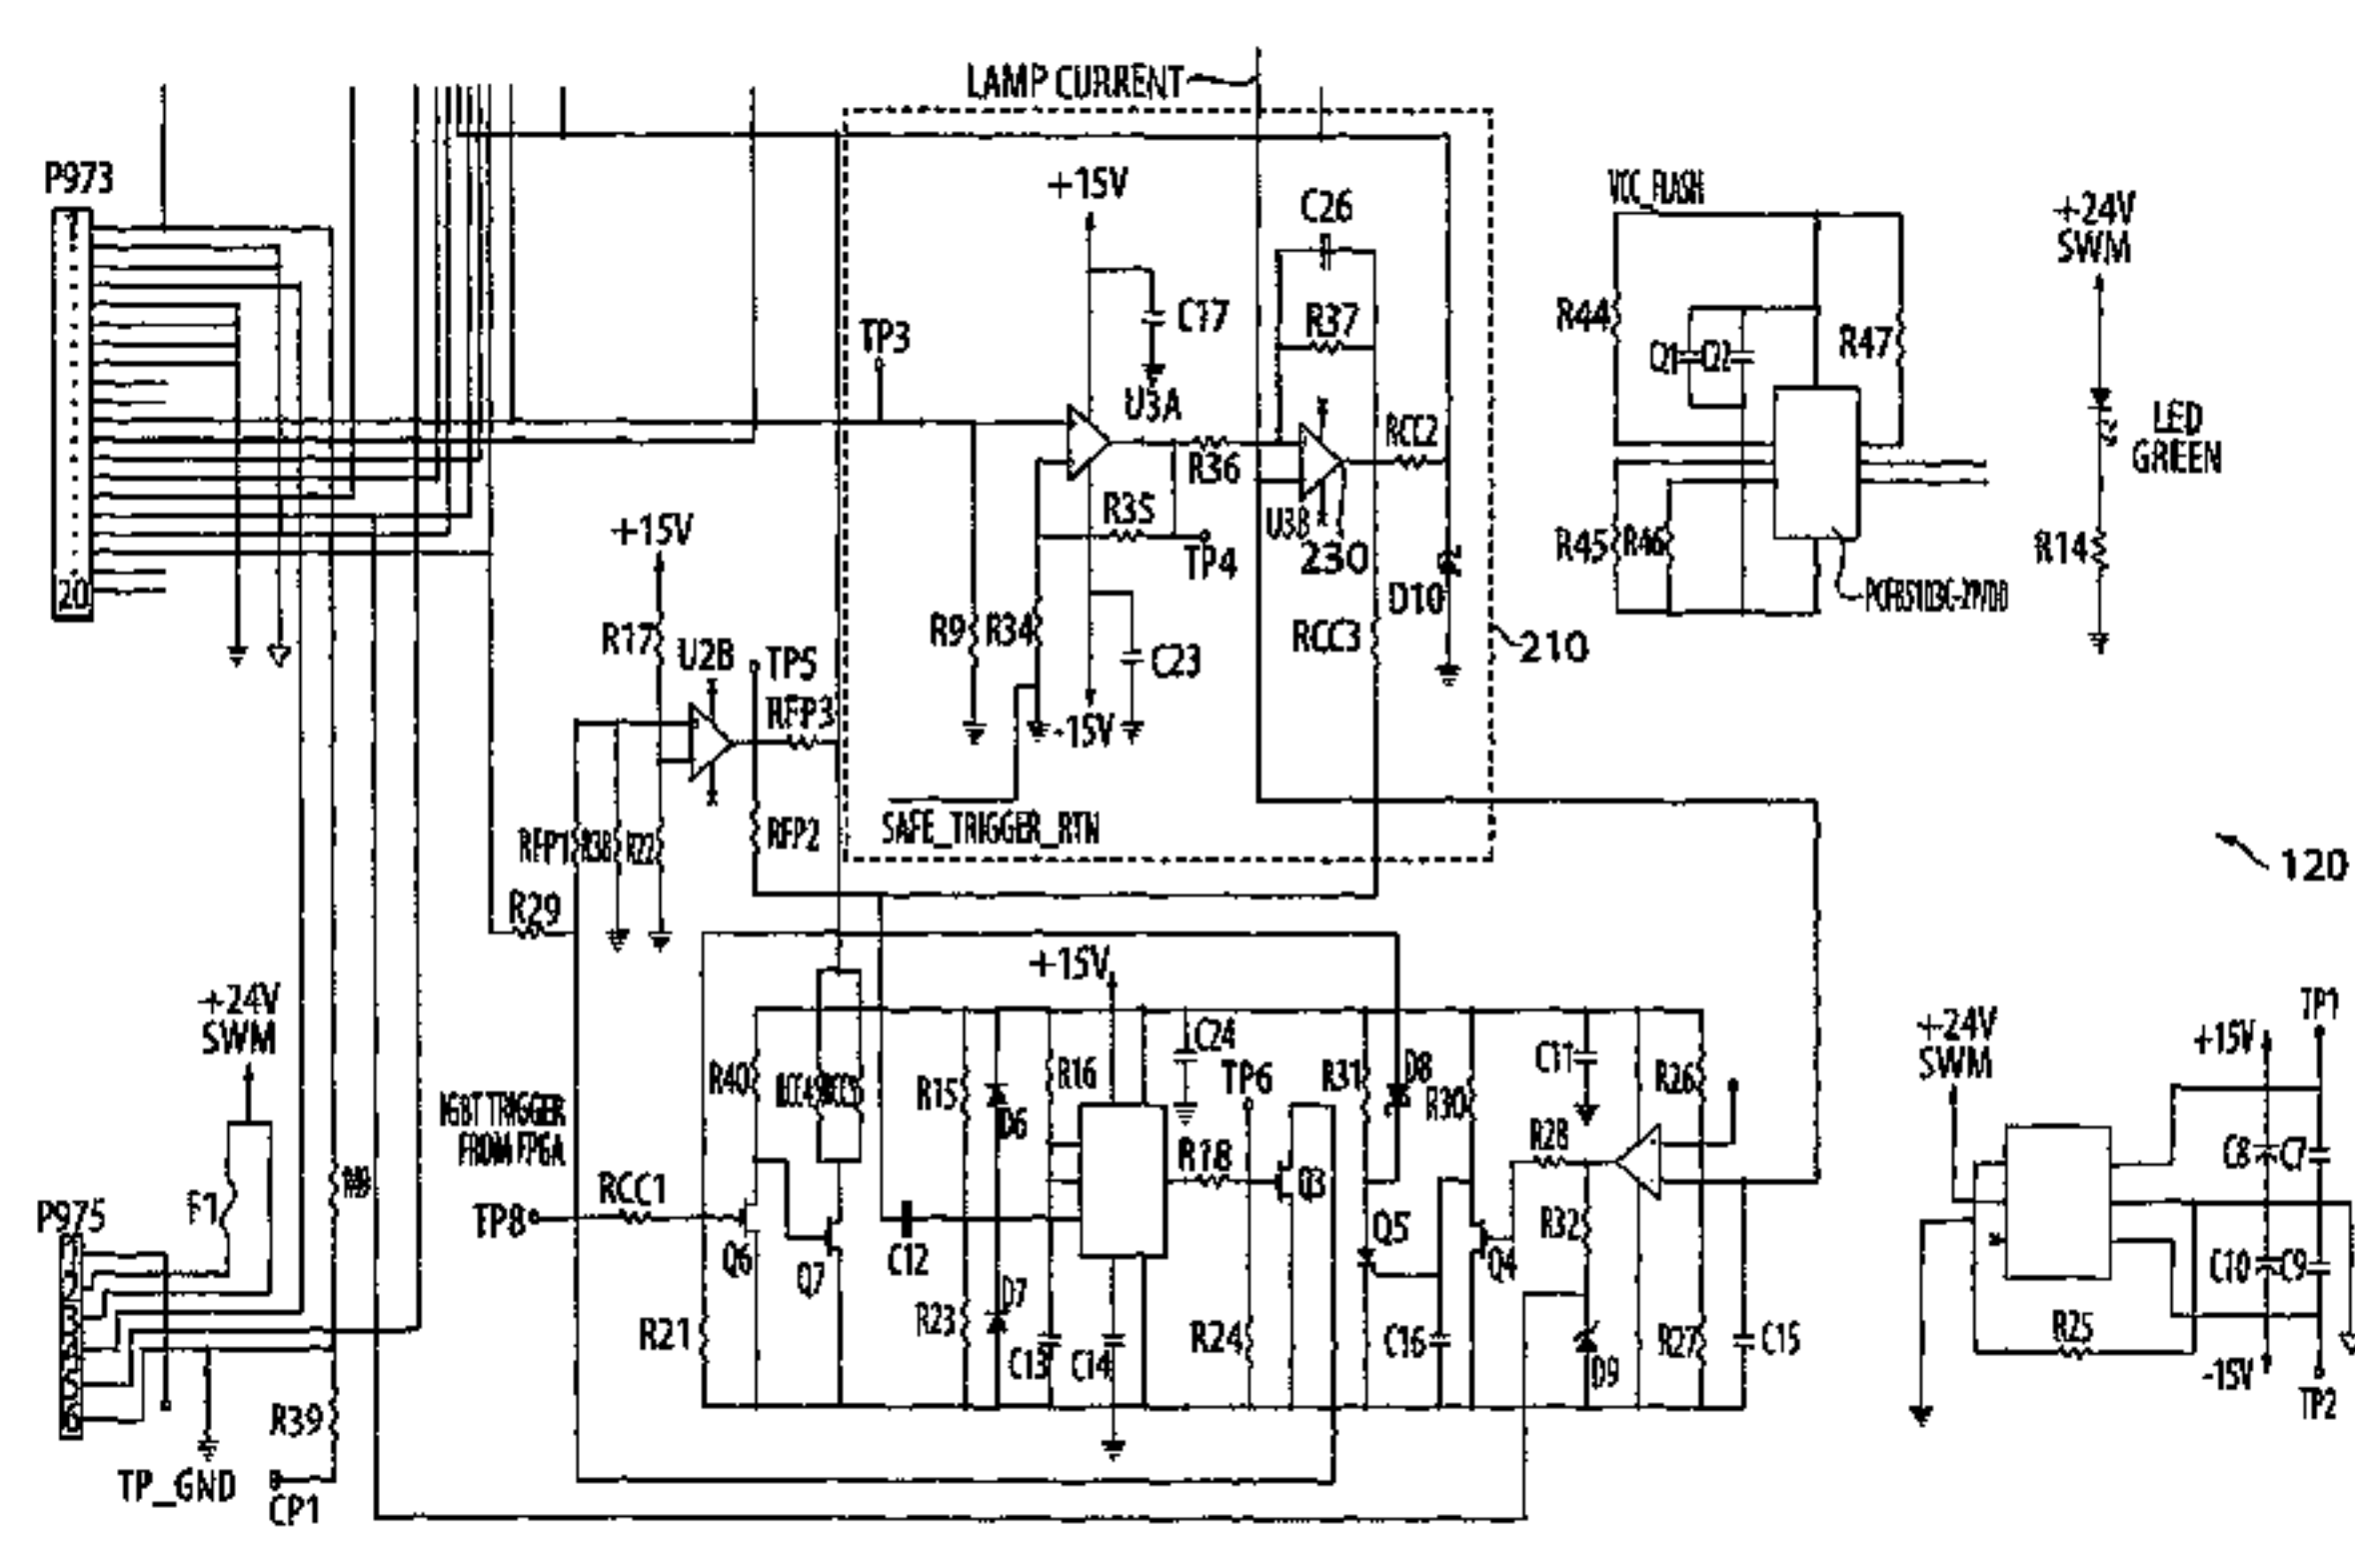 LAMP CURRENT
P973
+15V
C26
VCC_FLASH
+24V
SWM
C17
R37
R44
R47
TP3
U3A
RCC2
LED
GREEN
R36
R35
U3B
230
TP4
+15V
R45
R46
R14
D10
20
R17
U2B
TP5
R9
R34
C23
RCC3
210
RFP3
-15V
SAFE_TRIGGER_RTN
RFP1
R38
R22
RFP2
120
R29
+15V
+24V
SWM
C24
TP6
+24V
SWM
+15V
TP1
R40
R15
D6
R16
R31
D8
R30
C11
R26
IGBT TRIGGER
FROM FPGA
R28
C8
C7
R18
Q3
P975
F1
TP8
RCC1
Q6
Q7
C12
Q5
Q4
R32
C10
C9
D7
R21
R23
C13
C14
R24
C16
D9
R27
C15
R25
-15V
TP2
R39
TP_GND
CP1